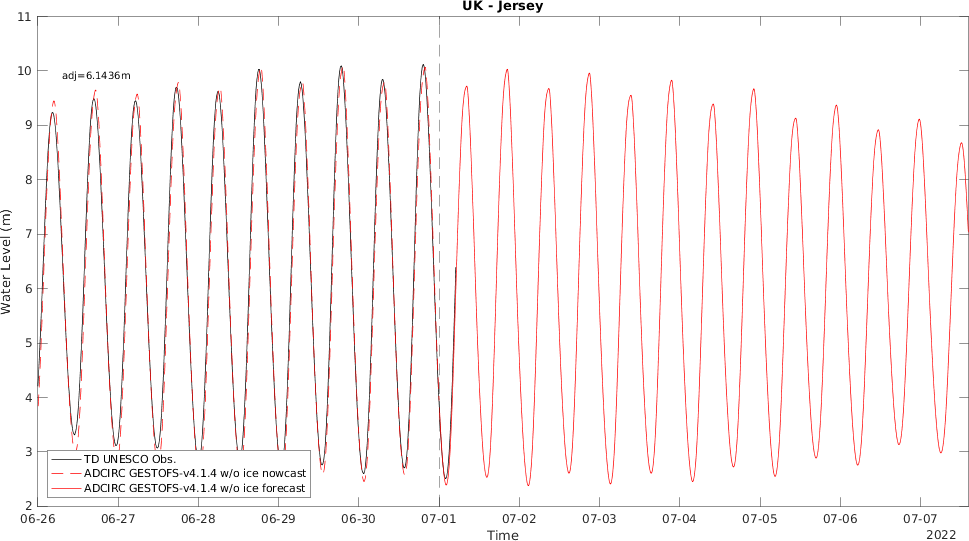 UK - Jersey
11
10
9
8
7
6
5
4
3
2
Water Level (m)
adj=6.1436m
TD UNESCO Obs.
ADCIRC GESTOFS-v4.1.4 w/o ice nowcast
ADCIRC GESTOFS-v4.1.4 w/o ice forecast
06-26 06-27 06-28 06-29 06-30 07-01 07-02 07-03 07-04 07-05 07-06 07-07
Time
2022